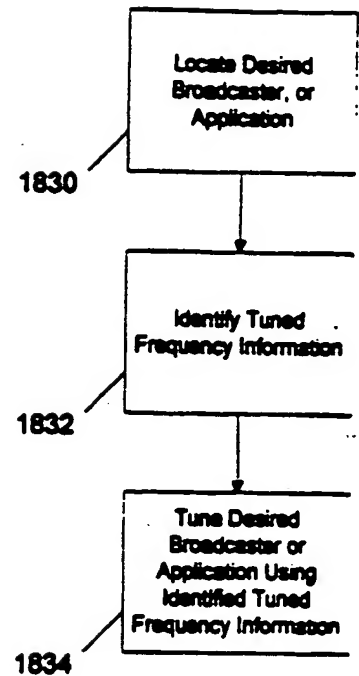 Locate Desired
Broadcaster, or
Application
1830
Identify Tuned
Frequency Information
1832
Tune Desired
Broadcaster or
Application Using
Identified Tuned
Frequency Information
1834